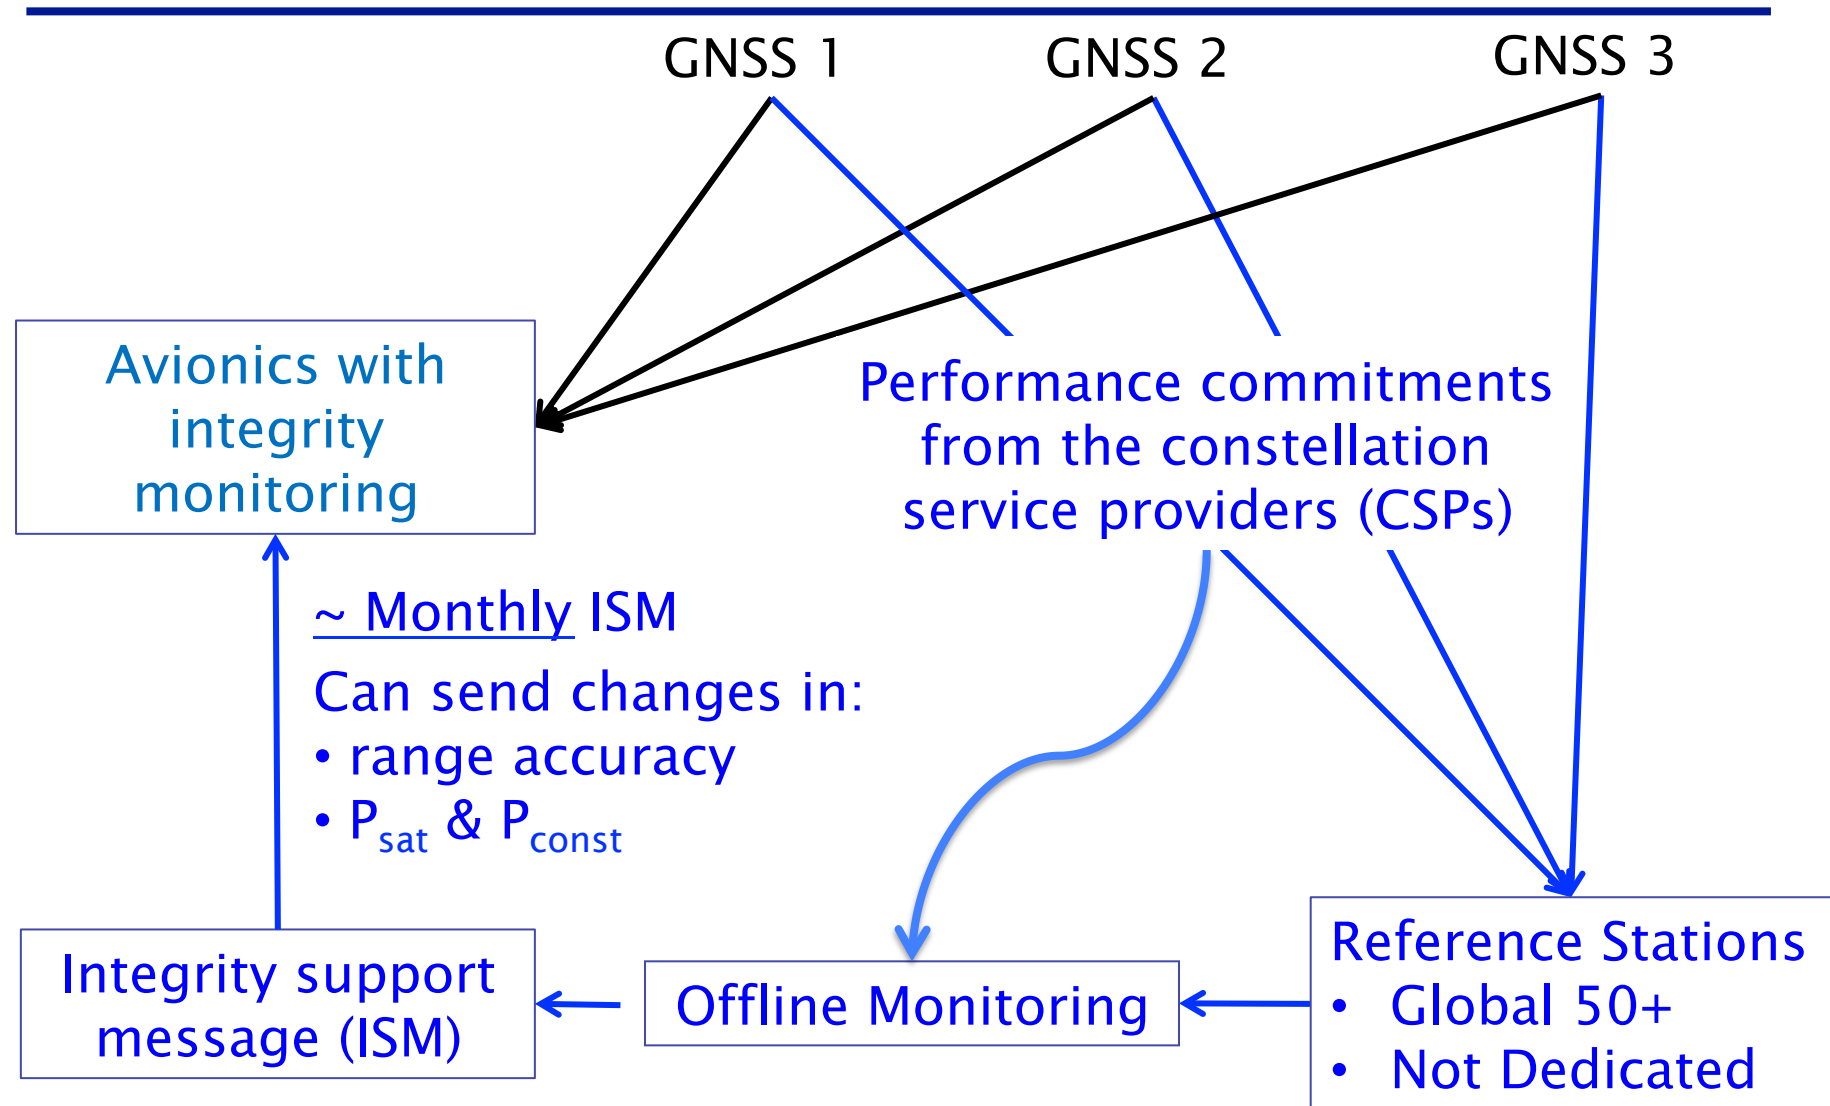 GNSS 1
GNSS 2
GNSS 3
Avionics with
integrity
monitoring
Performance commitments
from the constellation
service providers (CSPs)
~ Monthly ISM
Can send changes in:
• range accuracy
• Psat & Pconst
Integrity support
message (ISM)
Offline Monitoring
Reference Stations
• Global 50+
• Not Dedicated